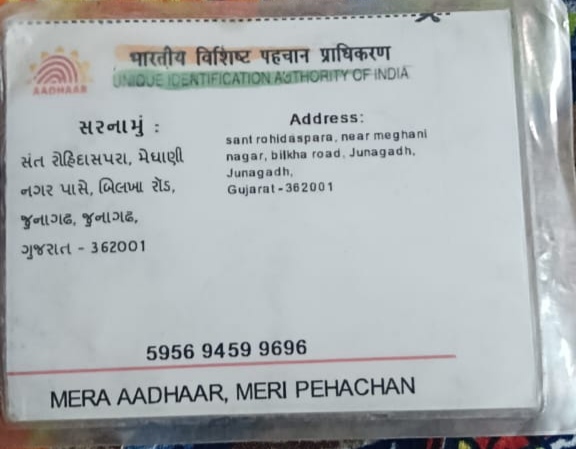 भारतीय विशिष्ट पहचान प्राधिकरण
UNIQUE IDENTIFICATION AUTHORITY OF INDIA
AADHAAR
સરનામું :
સંત રોહિદાસપરા, મેઘાણી
નગર પાસે, બિલખા રૉડ,
જુનાગઢ, જુનાગઢ,
ગુજરાત - 362001
Address:
sant rohidaspara, near meghani
nagar, bilkha road, Junagadh,
Junagadh,
Gujarat - 362001
5956 9459 9696
MERA AADHAAR, MERI PEHACHAN